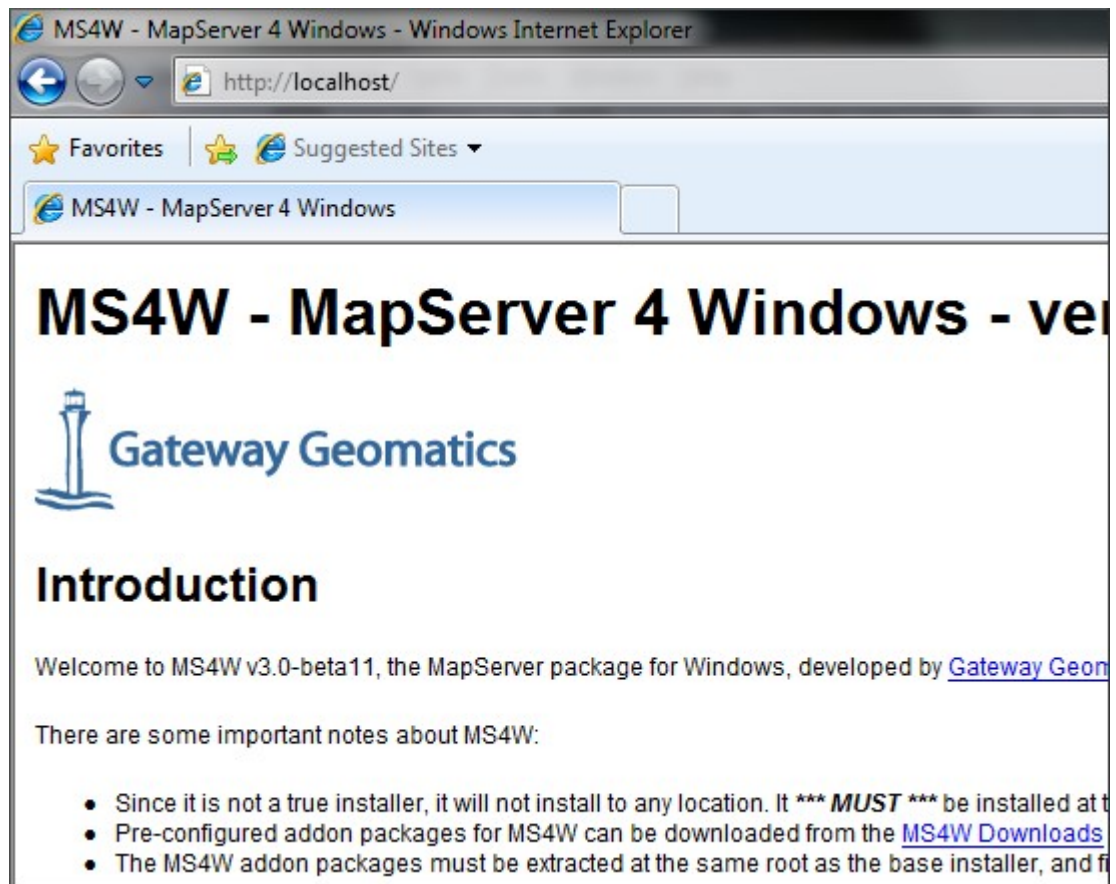 MS4W - MapServer 4 Windows - Windows Internet Explorer
http://localhost/
Favorites Suggested Sites
MS4W - MapServer 4 Windows
MS4W - MapServer 4 Windows - ver
Gateway Geomatics
Introduction
Welcome to MS4W v3.0-beta11, the MapServer package for Windows, developed by Gateway Geom
There are some important notes about MS4W:
• Since it is not a true installer, it will not install to any location. It *** MUST *** be installed at t
• Pre-configured addon packages for MS4W can be downloaded from the MS4W Downloads
• The MS4W addon packages must be extracted at the same root as the base installer, and fi